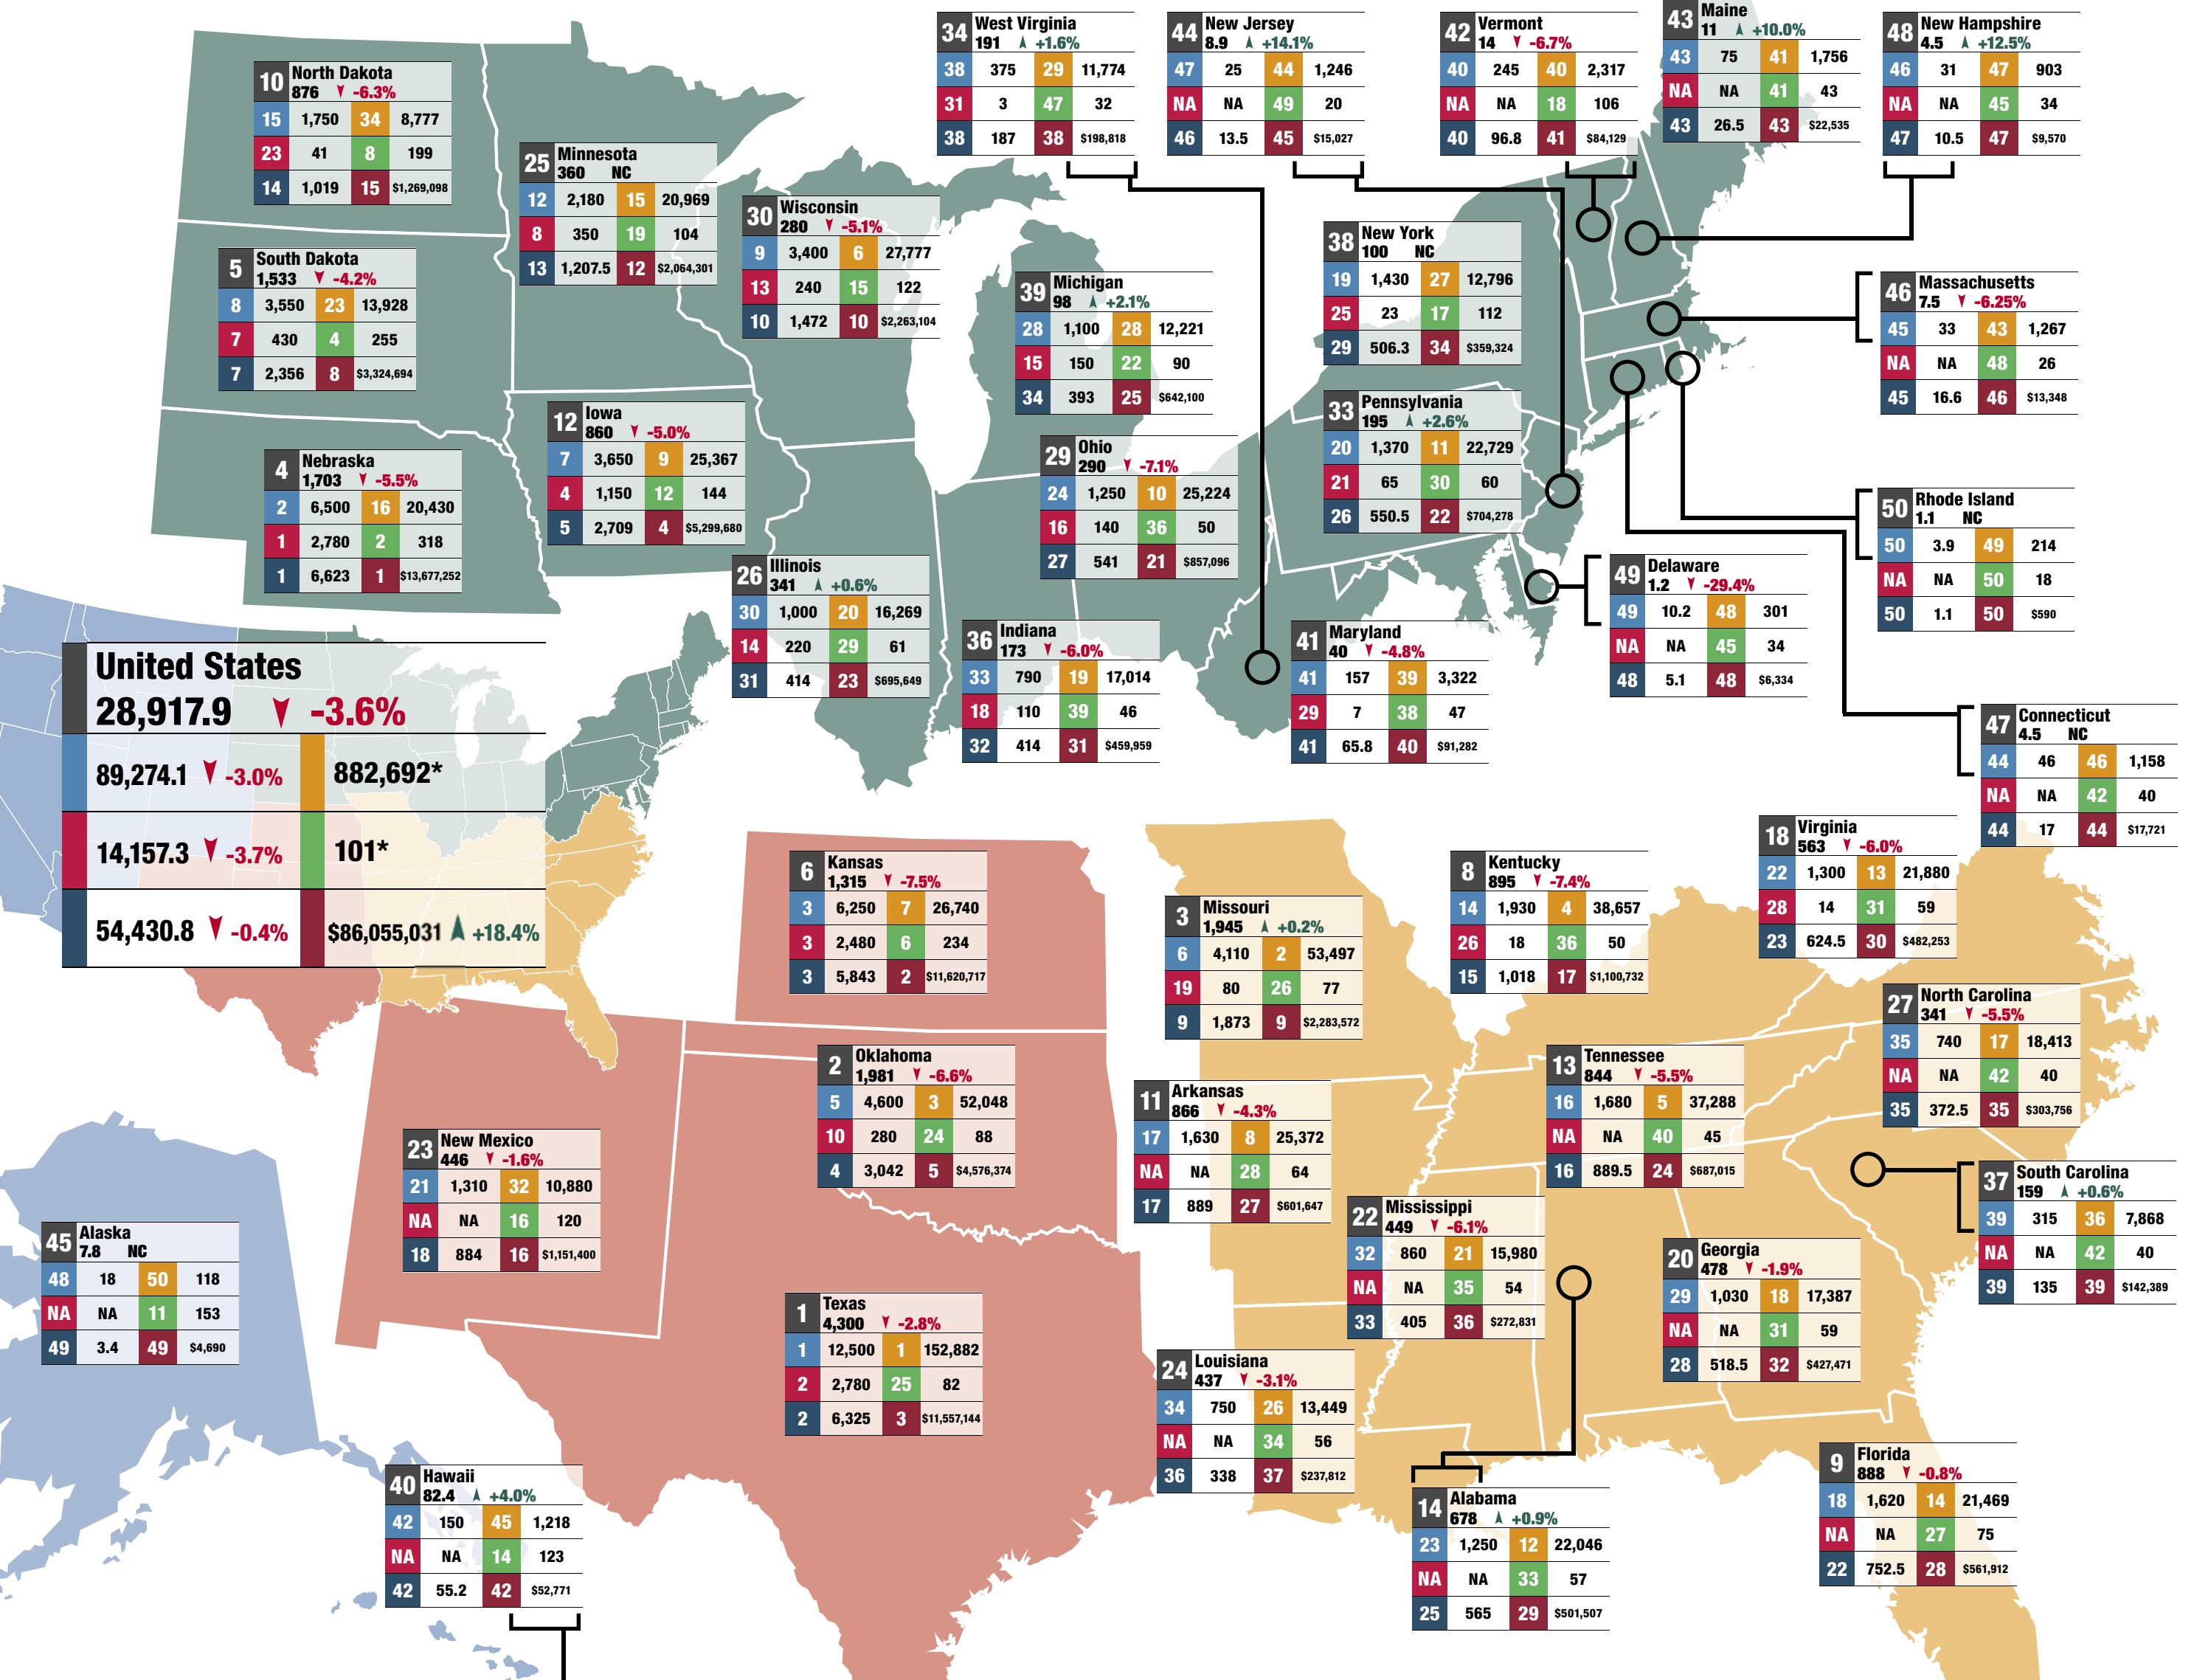 34 West Virginia
191 +1.6%
38 375 29 11,774
31 3 47 32
38 187 38 $198,818
44 New Jersey
8.9 +14.1%
47 25 44 1,246
NA NA 49 20
46 13.5 45 $15,027
42 Vermont
14 -6.7%
40 245 40 2,317
NA NA 18 106
40 96.8 41 $84,129
43 Maine
11 +10.0%
43 75 41 1,756
NA NA 41 43
43 26.5 43 $22,535
48 New Hampshire
4.5 +12.5%
46 31 47 903
NA NA 45 34
47 10.5 47 $9,570
10 North Dakota
876 -6.3%
15 1,750 34 8,777
23 41 8 199
14 1,019 15 $1,269,098
25 Minnesota
360 NC
12 2,180 15 20,969
8 350 19 104
13 1,207.5 12 $2,064,301
30 Wisconsin
280 -5.1%
9 3,400 6 27,777
13 240 15 122
10 1,472 10 $2,263,104
38 New York
100 NC
19 1,430 27 12,796
25 23 17 112
29 506.3 34 $359,324
5 South Dakota
1,533 -4.2%
8 3,550 23 13,928
7 430 4 255
7 2,356 8 $3,324,694
39 Michigan
98 +2.1%
28 1,100 28 12,221
15 150 22 90
34 393 25 $642,100
46 Massachusetts
7.5 -6.25%
45 33 43 1,267
NA NA 48 26
45 16.6 46 $13,348
33 Pennsylvania
195 +2.6%
20 1,370 11 22,729
21 65 30 60
26 550.5 22 $704,278
12 Iowa
860 -5.0%
7 3,650 9 25,367
4 1,150 12 144
5 2,709 4 $5,299,680
4 Nebraska
1,703 -5.5%
2 6,500 16 20,430
1 2,780 2 318
1 6,623 1 $13,677,252
29 Ohio
290 -7.1%
24 1,250 10 25,224
16 140 36 50
27 541 21 $857,096
50 Rhode Island
1.1 NC
50 3.9 49 214
NA NA 50 18
50 1.1 50 $590
26 Illinois
341 +0.6%
30 1,000 20 16,269
14 220 29 61
31 414 23 $695,649
49 Delaware
1.2 -29.4%
49 10.2 48 301
NA NA 45 34
48 5.1 48 $6,334
36 Indiana
173 -6.0%
33 790 19 17,014
18 110 39 46
32 414 31 $459,959
41 Maryland
40 -4.8%
41 157 39 3,322
29 7 38 47
41 65.8 40 $91,282
United States
28,917.9 -3.6%
89,274.1 -3.0% 882,692*
14,157.3 -3.7% 101*
54,430.8 -0.4% $86,055,031 +18.4%
47 Connecticut
4.5 NC
44 46 46 1,158
NA NA 42 40
44 17 44 $17,721
18 Virginia
563 -6.0%
22 1,300 13 21,880
28 14 31 59
23 624.5 30 $482,253
6 Kansas
1,315 -7.5%
3 6,250 7 26,740
3 2,480 6 234
3 5,843 2 $11,620,717
8 Kentucky
895 -7.4%
14 1,930 4 38,657
26 18 36 50
15 1,018 17 $1,100,732
3 Missouri
1,945 +0.2%
6 4,110 2 53,497
19 80 26 77
9 1,873 9 $2,283,572
27 North Carolina
341 -5.5%
35 740 17 18,413
NA NA 42 40
35 372.5 35 $303,756
2 Oklahoma
1,981 -6.6%
5 4,600 3 52,048
10 280 24 88
4 3,042 5 $4,576,374
13 Tennessee
844 -5.5%
16 1,680 5 37,288
NA NA 40 45
16 889.5 24 $687,015
11 Arkansas
866 -4.3%
17 1,630 8 25,372
NA NA 28 64
17 889 27 $601,647
23 New Mexico
446 -1.6%
21 1,310 32 10,880
NA NA 16 120
18 884 16 $1,151,400
37 South Carolina
159 +0.6%
39 315 36 7,868
NA NA 42 40
39 135 39 $142,389
22 Mississippi
449 -6.1%
32 860 21 15,980
NA NA 35 54
33 405 36 $272,831
45 Alaska
7.8 NC
48 18 50 118
NA NA 11 153
49 3.4 49 $4,690
20 Georgia
478 -1.9%
29 1,030 18 17,387
NA NA 31 59
28 518.5 32 $427,471
1 Texas
4,300 -2.8%
1 12,500 1 152,882
2 2,780 25 82
2 6,325 3 $11,557,144
24 Louisiana
437 -3.1%
34 750 26 13,449
NA NA 34 56
36 338 37 $237,812
9 Florida
888 -0.8%
18 1,620 14 21,469
NA NA 27 75
22 752.5 28 $561,912
40 Hawaii
82.4 +4.0%
42 150 45 1,218
NA NA 14 123
42 55.2 42 $52,771
14 Alabama
678 +0.9%
23 1,250 12 22,046
NA NA 33 57
25 565 29 $501,507